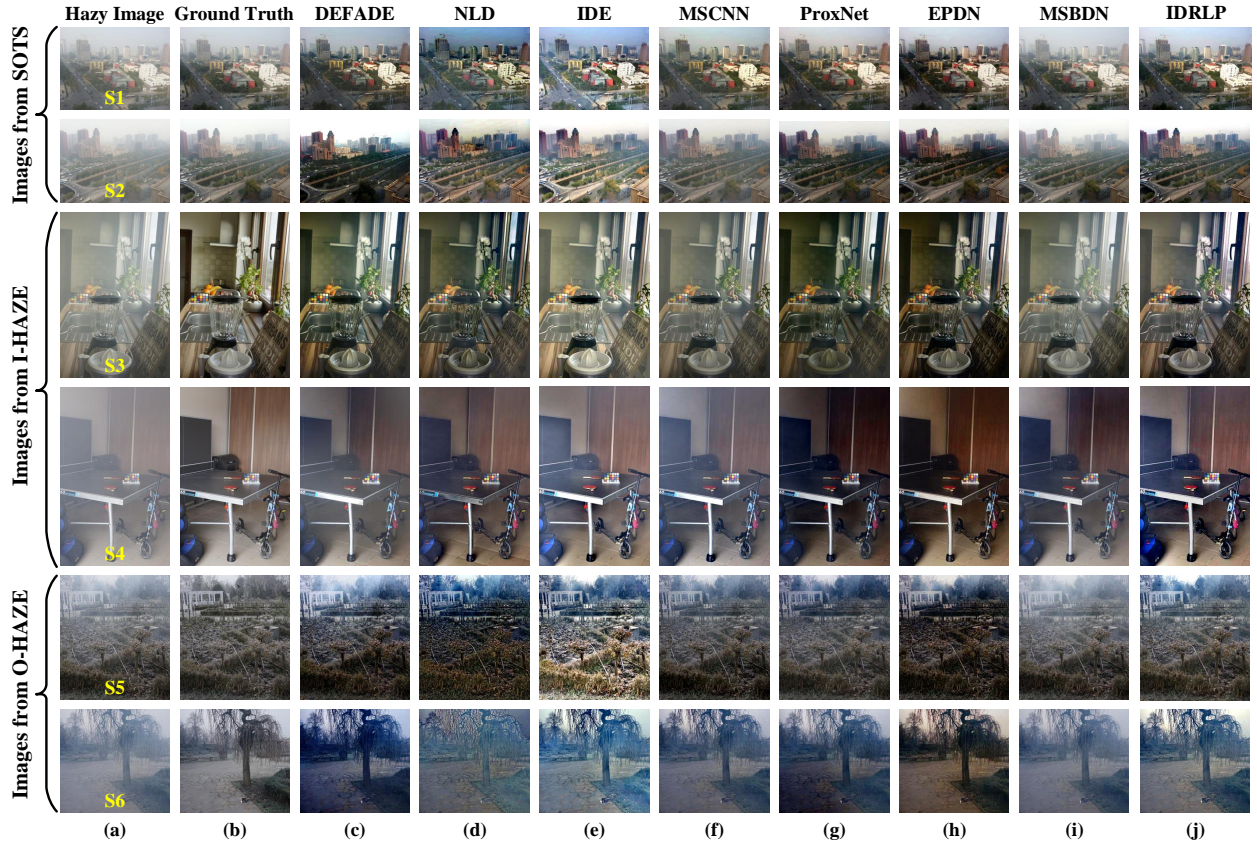 Hazy Image Ground Truth DEFADE NLD IDE MSCNN ProxNet EPDN MSBDN IDRLP
Images from SOTS
S1
S2
Images from I-HAZE
S3
S4
Images from O-HAZE
S5
S6
(a) (b) (c) (d) (e) (f) (g) (h) (i) (j)